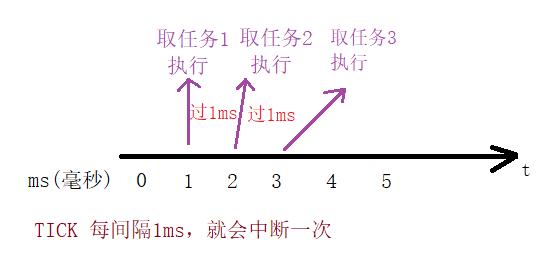 取任务1 取任务2 取任务3
执行 执行 执行
过1ms 过1ms
t
ms(毫秒) 0 1 2 3 4 5
TICK 每间隔1ms，就会中断一次